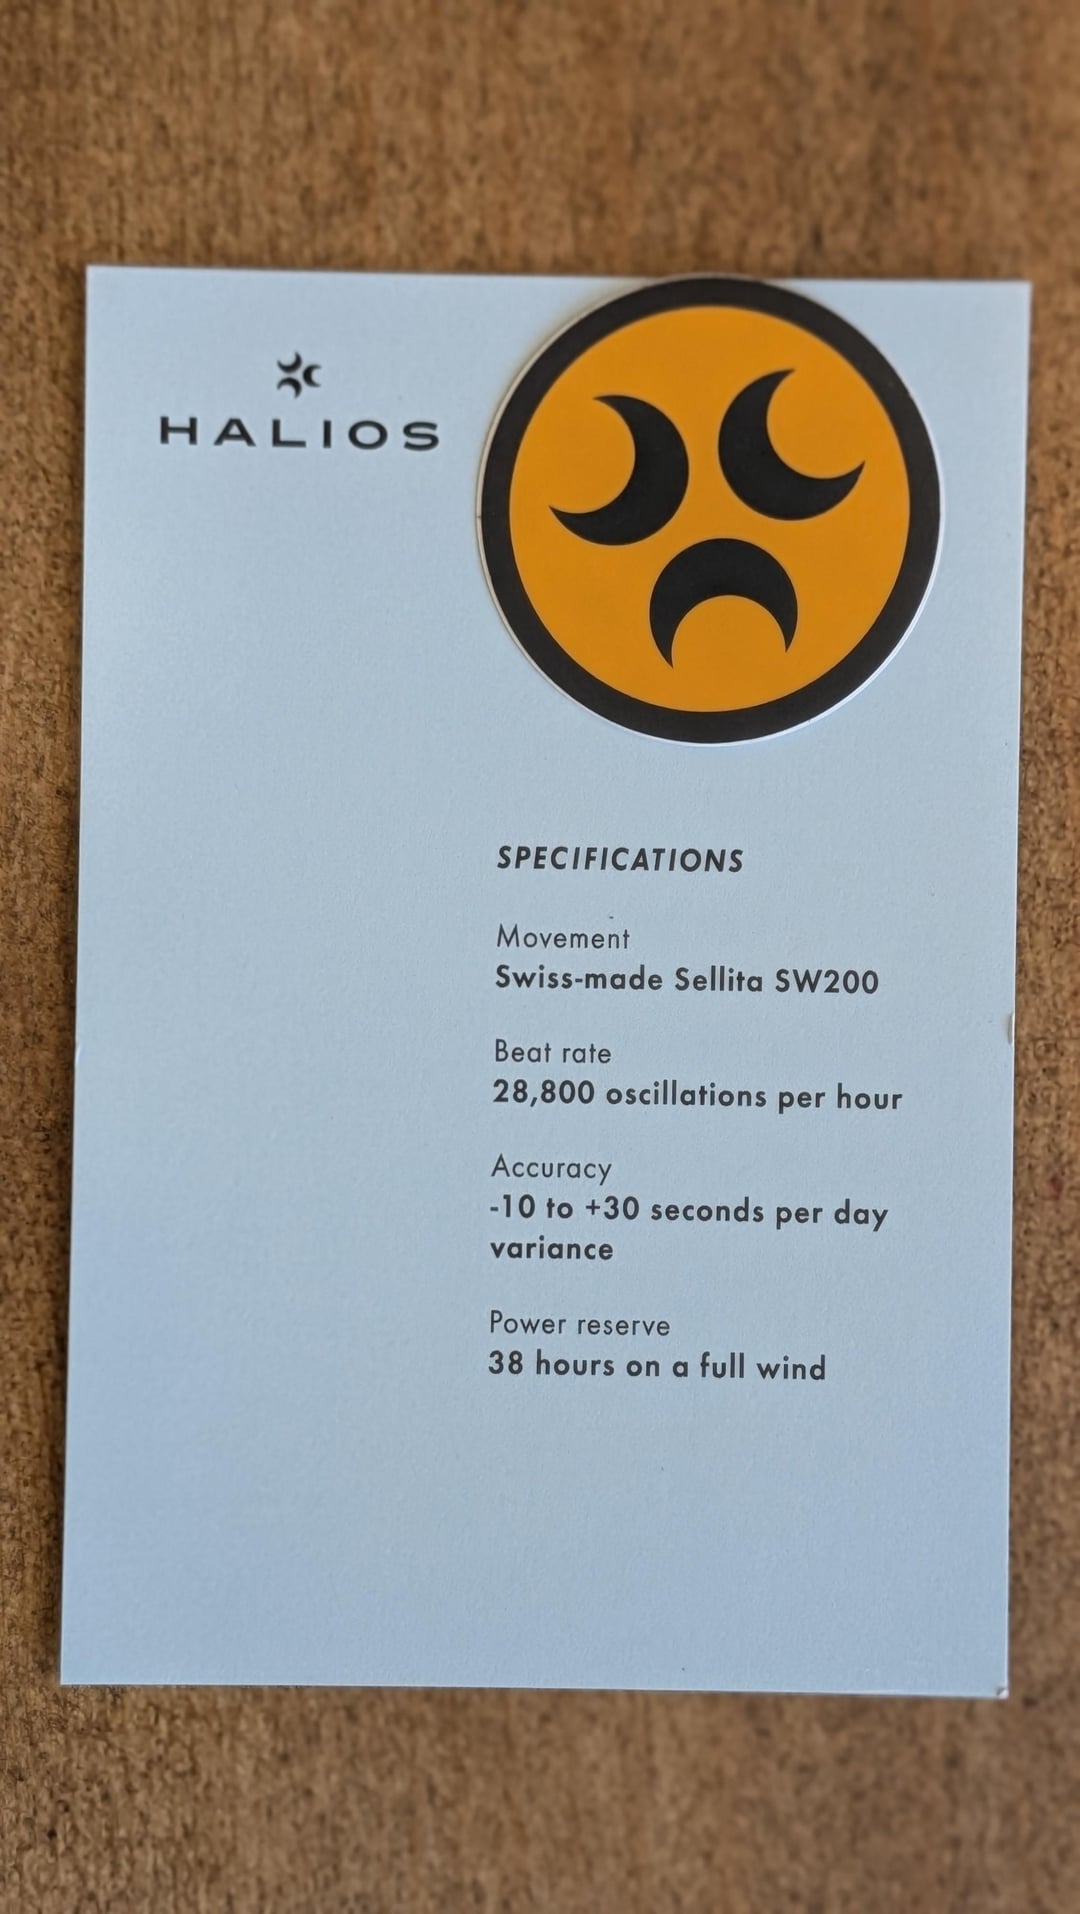 HALIOS
SPECIFICATIONS
Movement
Swiss-made Sellita SW200
Beat rate
28,800 oscillations per hour
Accuracy
-10 to +30 seconds per day
variance
Power reserve
38 hours on a full wind